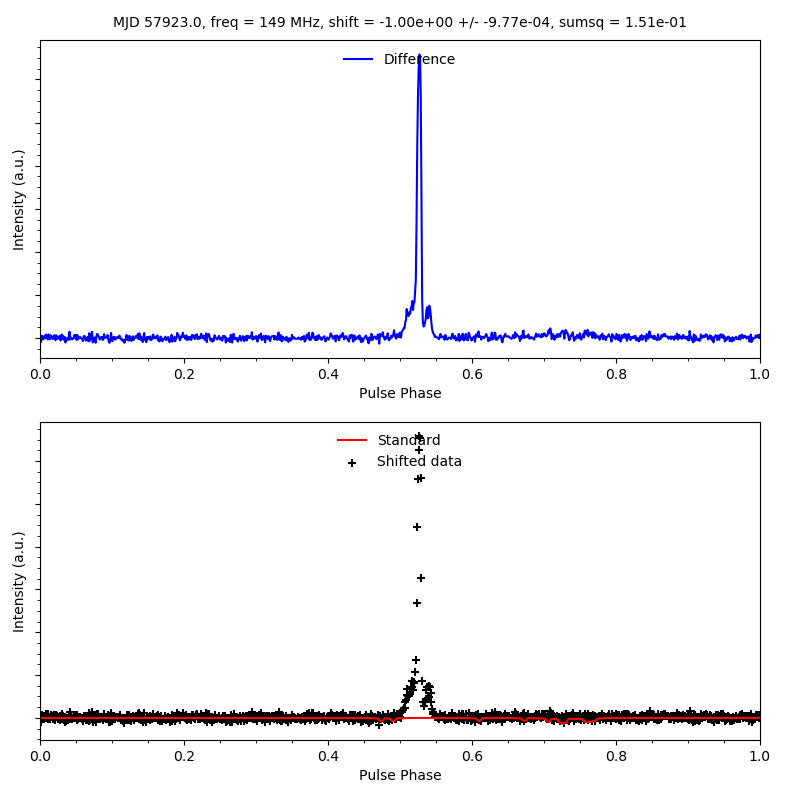 MJD 57923.0, freq = 149 MHz, shift = -1.00e+00 +/- -9.77e-04, sumsq = 1.51e-01
Difference
Intensity (a.u.)
0.0 0.2 0.4 0.6 0.8 1.0
Pulse Phase
Standard
Shifted data
Intensity (a.u.)
0.0 0.2 0.4 0.6 0.8 1.0
Pulse Phase